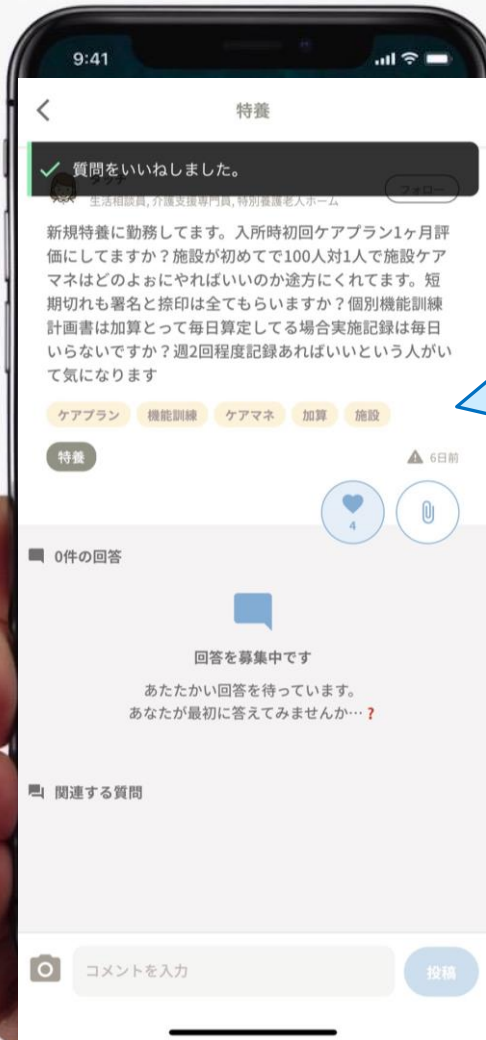 9:41
特養
質問をいいねしました。
フォロー
生活相談員, 介護支援専門員, 特別養護老人ホーム
新規特養に勤務してます。入所時初回ケアプラン1ヶ月評
価にしてますか？施設が初めてで100人対1人で施設ケア
マネはどのよぉにやればいいのか途方にくれてます。短
期切れも署名と捺印は全てもらいますか？個別機能訓練
計画書は加算とって毎日算定してる場合実施記録は毎日
いらないですか？週2回程度記録あればいいという人がい
て気になります
ケアプラン 機能訓練 ケアマネ 加算 施設
特養
6日前
4
0件の回答
回答を募集中です
あたたかい回答を待っています。
あなたが最初に答えてみませんか…？
関連する質問
コメントを入力
投稿